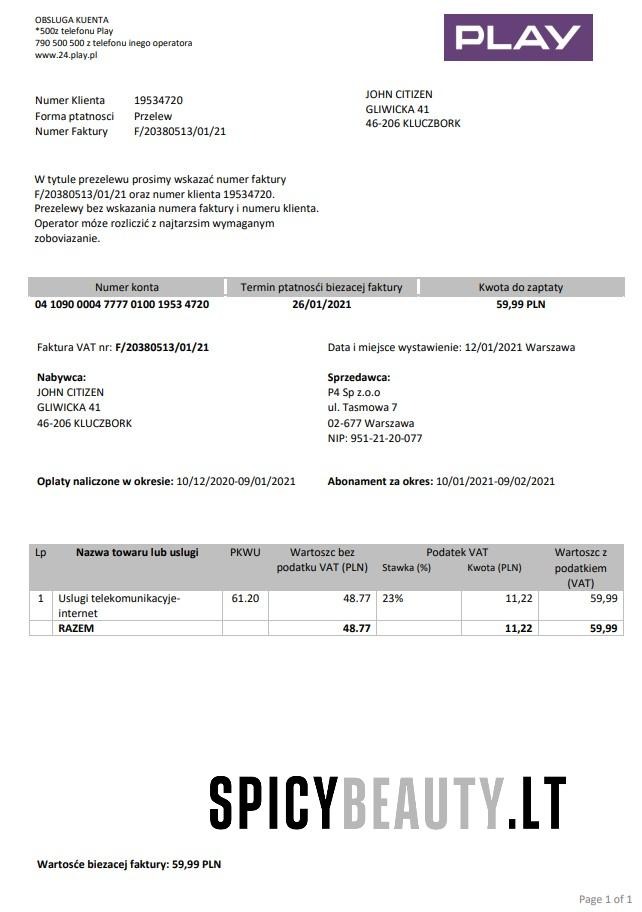 OBSLUGA KUENTA
*500z telefonu Play
790 500 500 z telefonu inego operatora
www.24.play.pl
PLAY
Numer Klienta 19534720
Forma ptatnosci Przelew
Numer Faktury F/20380513/01/21
JOHN CITIZEN
GLIWICKA 41
46-206 KLUCZBORK
W tytule prezelewu prosimy wskazać numer faktury
F/20380513/01/21 oraz numer klienta 19534720.
Prezelewy bez wskazania numera faktury i numeru klienta.
Operator móze rozliczić z najtarzsim wymaganym
zoboviazanie.
Numer konta Termin ptatnosći biezacej faktury Kwota do zaptaty
04 1090 0004 7777 0100 1953 4720 26/01/2021 59,99 PLN
Faktura VAT nr: F/20380513/01/21 Data i miejsce wystawienie: 12/01/2021 Warszawa
Nabywca:
JOHN CITIZEN
GLIWICKA 41
46-206 KLUCZBORK
Sprzedawca:
P4 Sp z.o.o
ul. Tasmowa 7
02-677 Warszawa
NIP: 951-21-20-077
Oplaty naliczone w okresie: 10/12/2020-09/01/2021 Abonament za okres: 10/01/2021-09/02/2021
Lp Nazwa towaru lub uslugi PKWU Wartoszc bez Podatek VAT Wartoszc z
podatku VAT (PLN) Stawka (%) Kwota (PLN) podatkiem
(VAT)
1 Uslugi telekomunikacyje- 61.20 48.77 23% 11,22 59,99
internet
RAZEM 48.77 11,22 59,99
SPICYBEAUTY.LT
Wartosće biezacej faktury: 59,99 PLN
Page 1 of 1